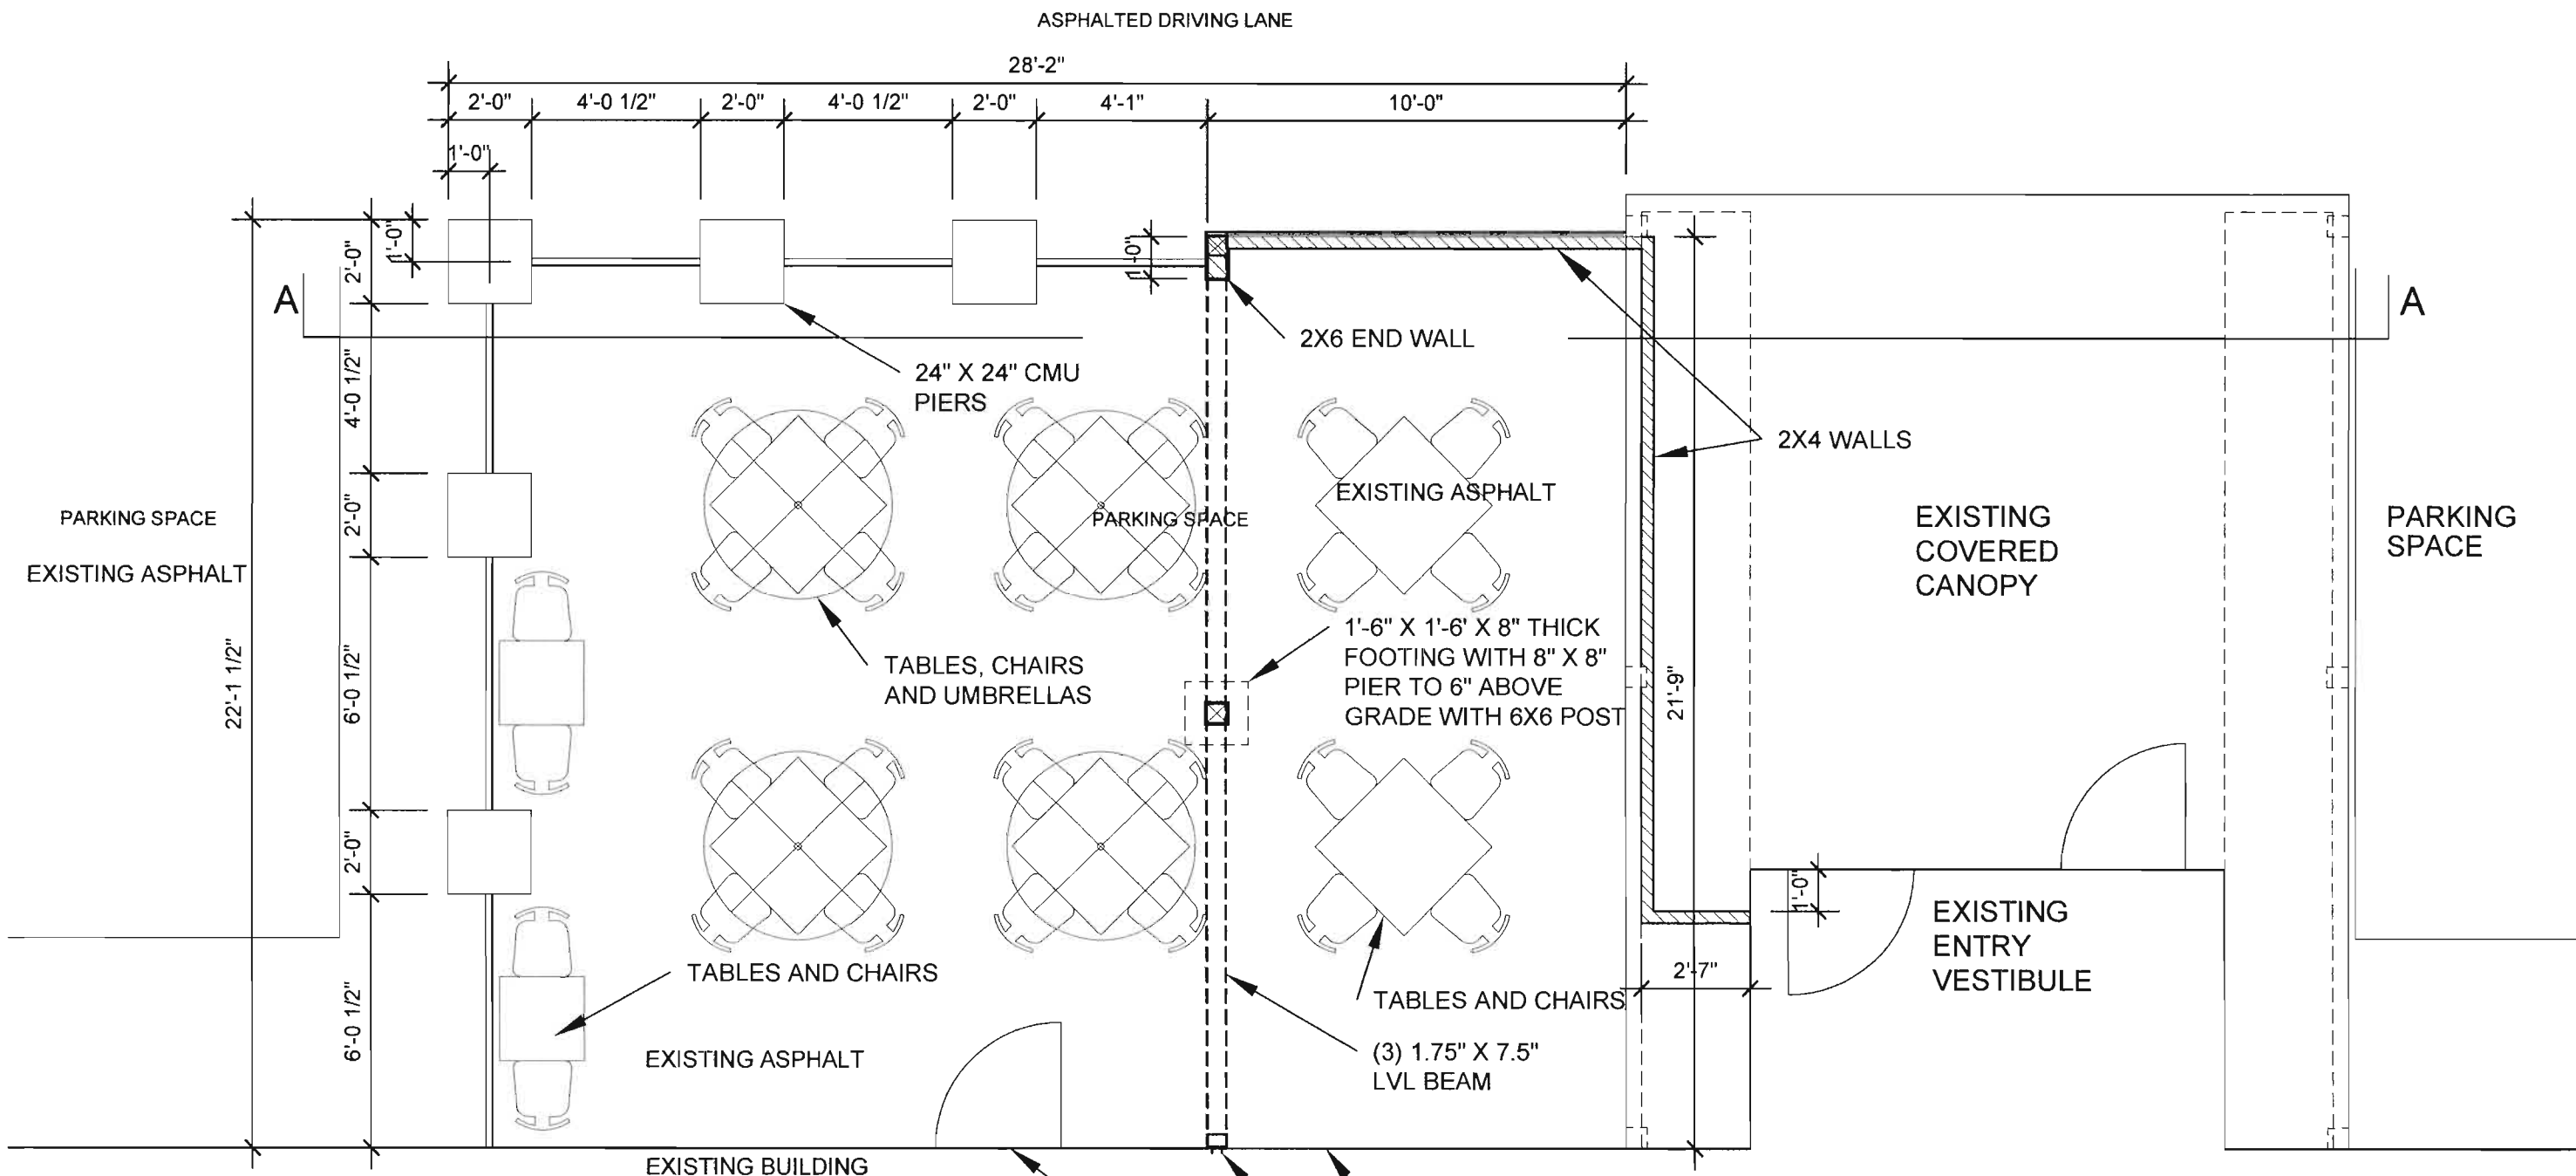 ASPHALTED DRIVING LANE
28'-2"
2'-0"
4'-0 1/2"
2'-0"
4'-0 1/2"
2'-0"
4'-1"
10'-0"
1'-0"
1'-0"
1'-0"
2'-0"
A
A
2X6 END WALL
24" X 24" CMU
PIERS
4'-0 1/2"
2X4 WALLS
EXISTING ASPHALT
PARKING SPACE
PARKING SPACE
EXISTING ASPHALT
2'-0"
EXISTING
COVERED
CANOPY
PARKING
SPACE
1'-6" X 1'-6' X 8" THICK
FOOTING WITH 8" X 8"
PIER TO 6" ABOVE
GRADE WITH 6X6 POST
TABLES, CHAIRS
AND UMBRELLAS
22'-1 1/2"
6'-0 1/2"
21'-9"
2'-0"
1'-0"
EXISTING
ENTRY
VESTIBULE
TABLES AND CHAIRS
2'-7"
TABLES AND CHAIRS
6'-0 1/2"
EXISTING ASPHALT
(3) 1.75" X 7.5"
LVL BEAM
EXISTING BUILDING